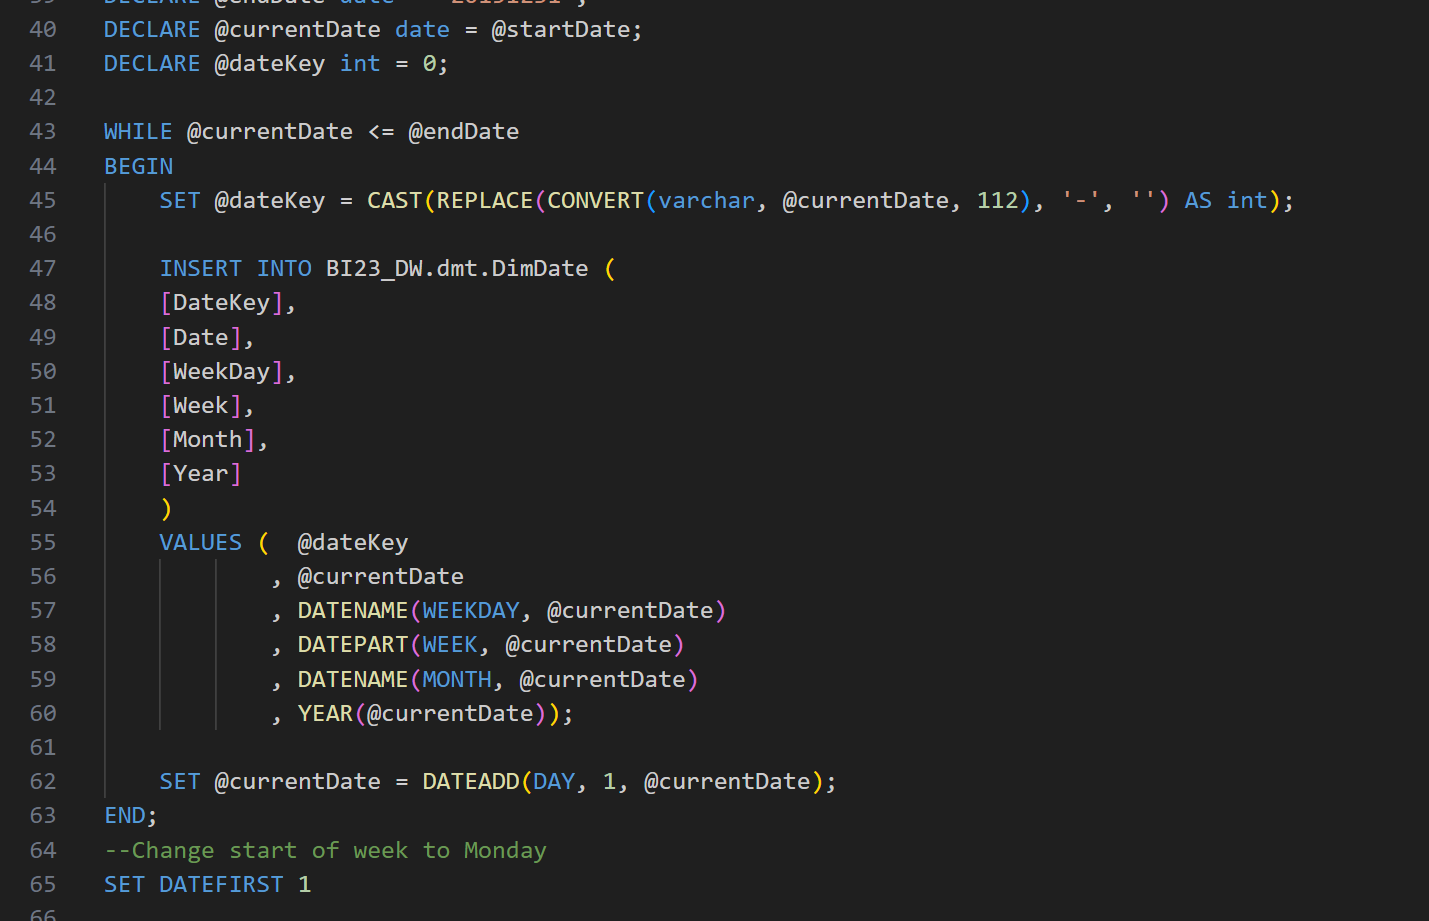 39 DECLARE @endDate date = '20191231';
40 DECLARE @currentDate date = @startDate;
41 DECLARE @dateKey int = 0;
42
43 WHILE @currentDate <= @endDate
44 BEGIN
45 SET @dateKey = CAST(REPLACE(CONVERT(varchar, @currentDate, 112), '-', '') AS int);
46
47 INSERT INTO BI23_DW.dmt.DimDate (
48 [DateKey],
49 [Date],
50 [WeekDay],
51 [Week],
52 [Month],
53 [Year]
54 )
55 VALUES ( @dateKey
56 , @currentDate
57 , DATENAME(WEEKDAY, @currentDate)
58 , DATEPART(WEEK, @currentDate)
59 , DATENAME(MONTH, @currentDate)
60 , YEAR(@currentDate));
61
62 SET @currentDate = DATEADD(DAY, 1, @currentDate);
63 END;
64 --Change start of week to Monday
65 SET DATEFIRST 1
66